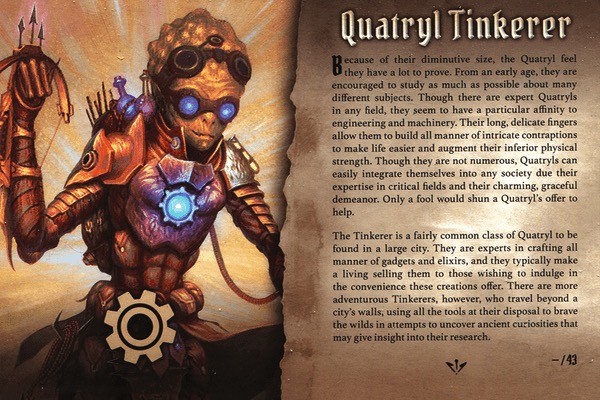 Quatryl Tinkerer
Because of their diminutive size, the Quatryl feel
they have a lot to prove. From an early age, they are
encouraged to study as much as possible about many
different subjects. Though there are expert Quatryls
in any field, they seem to have a particular affinity to
engineering and machinery. Their long, delicate fingers
allow them to build all manner of intricate contraptions
to make life easier and augment their inferior physical
strength. Though they are not numerous, Quatryls can
easily integrate themselves into any society due their
expertise in critical fields and their charming, graceful
demeanor. Only a fool would shun a Quatryl's offer to
help.
The Tinkerer is a fairly common class of Quatryl to be
found in a large city. They are experts in crafting all
manner of gadgets and elixirs, and they typically make
a living selling them to those wishing to indulge in
the convenience these creations offer. There are more
adventurous Tinkerers, however, who travel beyond a
city's walls, using all the tools at their disposal to brave
the wilds in attempts to uncover ancient curiosities that
may give insight into their research.
–/43